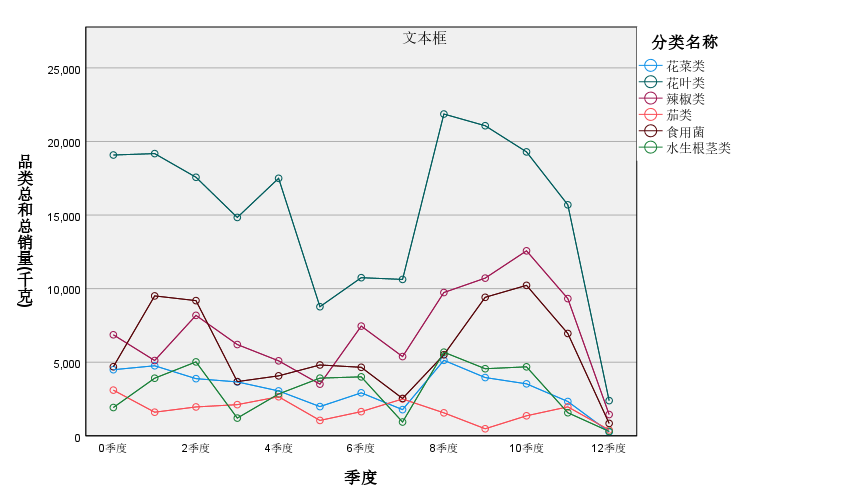 文本框
分类名称
花菜类
花叶类
辣椒类
茄类
食用菌
水生根茎类
品类总和总销量(千克)
25,000
20,000
15,000
10,000
5,000
0
0季度 2季度 4季度 6季度 8季度 10季度 12季度
季度